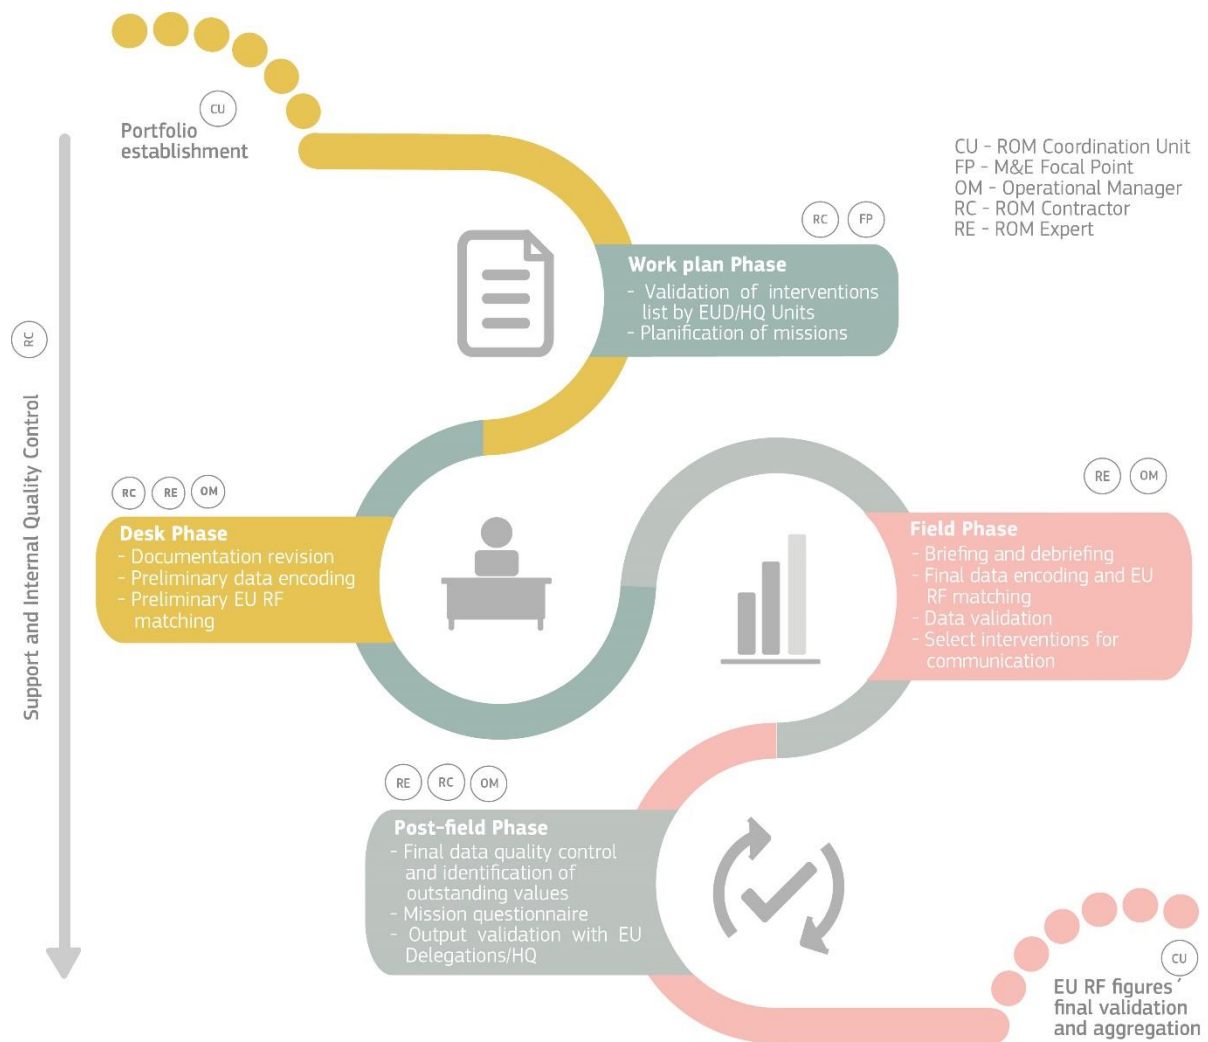 CU
Portfolio
establishment
CU - ROM Coordination Unit
FP - M&E Focal Point
OM - Operational Manager
RC - ROM Contractor
RE - ROM Expert
RC FP
Work plan Phase
- Validation of interventions
list by EUD/HQ Units
- Planification of missions
RC
Support and Internal Quality Control
RC RE OM
Desk Phase
- Documentation revision
- Preliminary data encoding
- Preliminary EU RF
matching
RE OM
Field Phase
- Briefing and debriefing
- Final data encoding and EU
RF matching
- Data validation
- Select interventions for
communication
RE RC OM
Post-field Phase
- Final data quality control
and identification of
outstanding values
- Mission questionnaire
- Output validation with EU
Delegations/HQ
CU
EU RF figures´
final validation
and aggregation